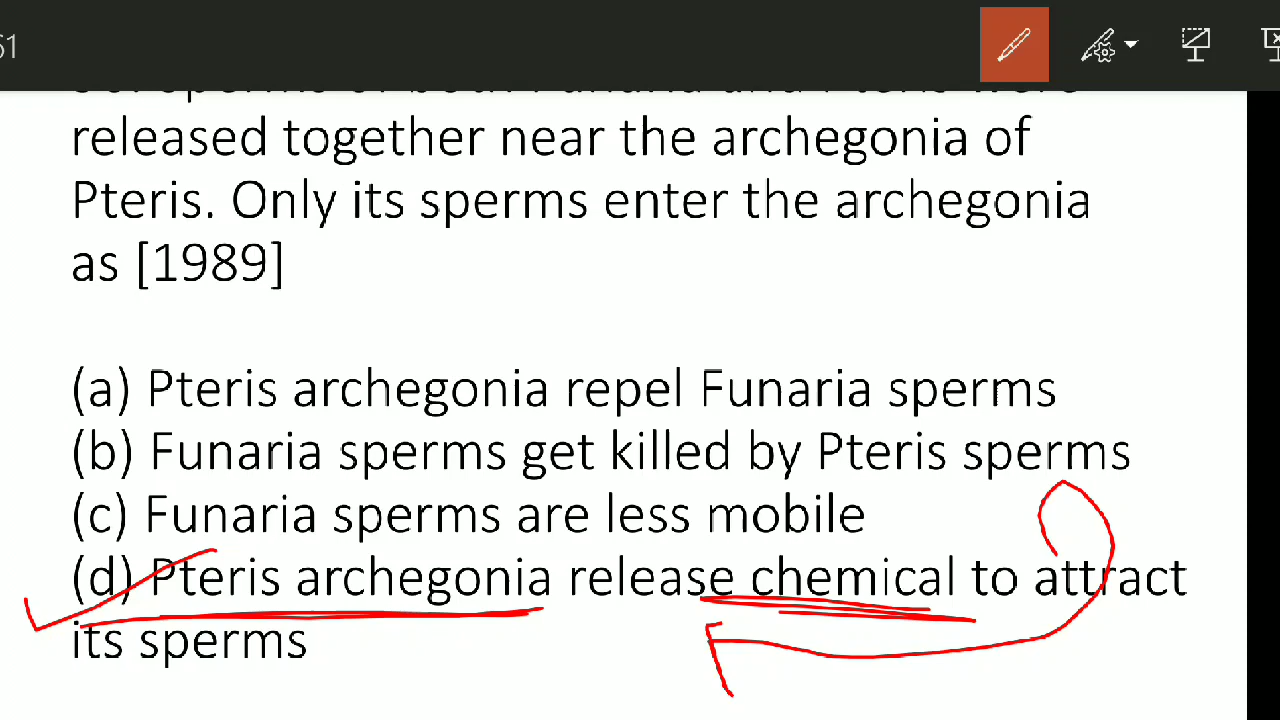 61
released together near the archegonia of
Pteris. Only its sperms enter the archegonia
as [1989]
(a) Pteris archegonia repel Funaria sperms
(b) Funaria sperms get killed by Pteris sperms
(c) Funaria sperms are less mobile
(d) Pteris archegonia release chemical to attract
its sperms